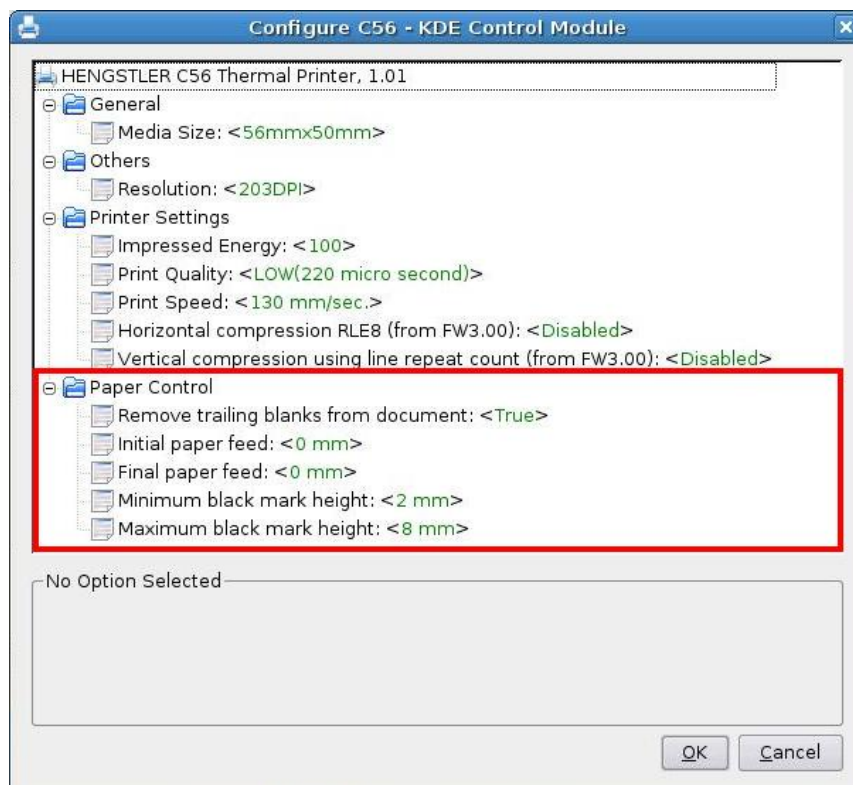 Configure C56 - KDE Control Module
HENGSTLER C56 Thermal Printer, 1.01
General
Media Size: <56mmx50mm>
Others
Resolution: <203DPI>
Printer Settings
Impressed Energy: <100>
Print Quality: <LOW(220 micro second)>
Print Speed: <130 mm/sec.>
Horizontal compression RLE8 (from FW3.00): <Disabled>
Vertical compression using line repeat count (from FW3.00): <Disabled>
Paper Control
Remove trailing blanks from document: <True>
Initial paper feed: <0 mm>
Final paper feed: <0 mm>
Minimum black mark height: <2 mm>
Maximum black mark height: <8 mm>
No Option Selected
OK Cancel